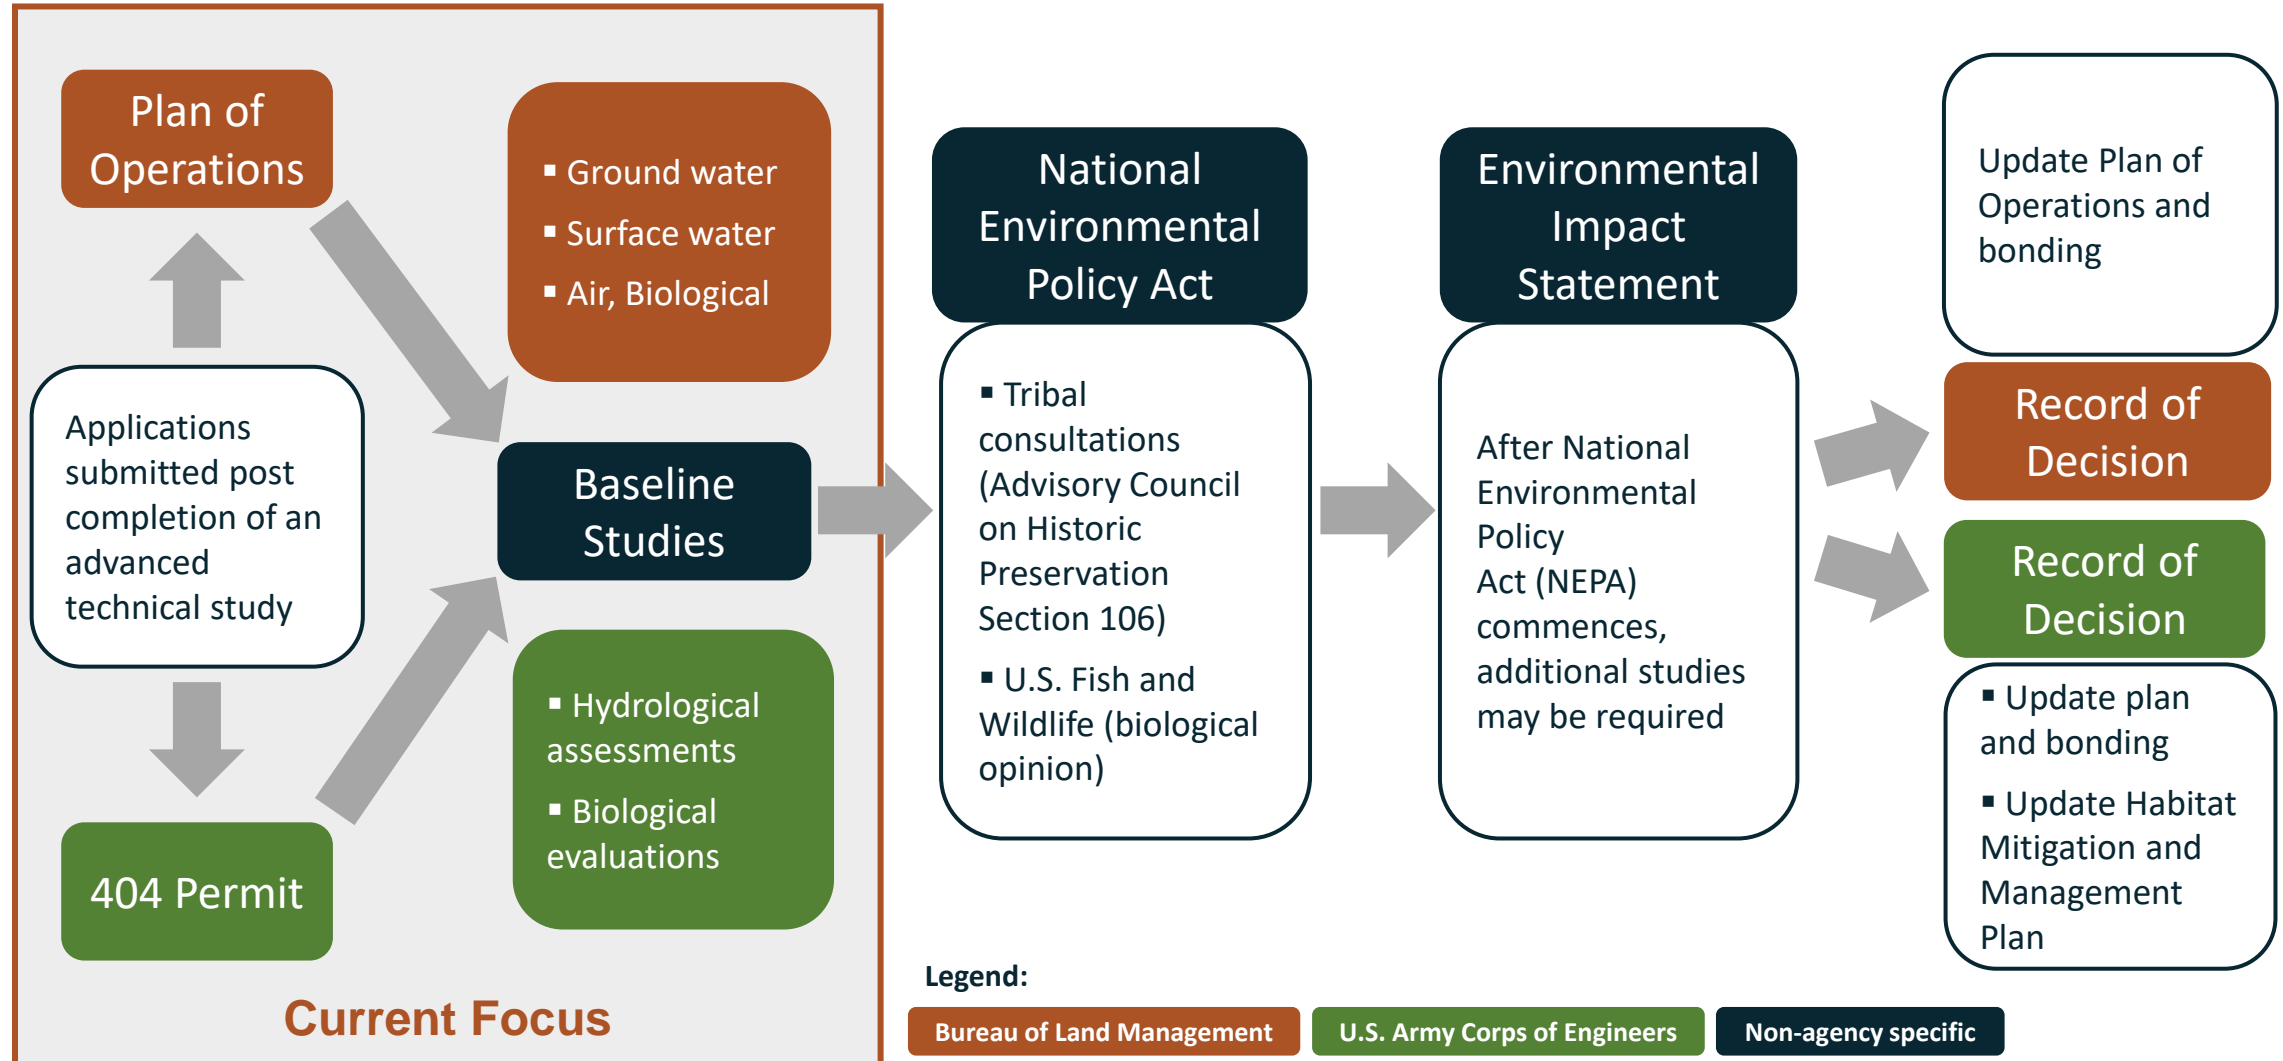 Plan of
Operations
Applications
submitted post
completion of an
advanced
technical study
404 Permit
▪ Ground water
▪ Surface water
▪ Air, Biological
Baseline
Studies
▪ Hydrological
assessments
▪ Biological
evaluations
Current Focus
National
Environmental
Policy Act
▪ Tribal
consultations
(Advisory Council
on Historic
Preservation
Section 106)
▪ U.S. Fish and
Wildlife (biological
opinion)
Environmental
Impact
Statement
After National
Environmental
Policy
Act (NEPA)
commences,
additional studies
may be required
Update Plan of
Operations and
bonding
Record of
Decision
Record of
Decision
▪ Update plan
and bonding
▪ Update Habitat
Mitigation and
Management
Plan
Legend:
Bureau of Land Management
U.S. Army Corps of Engineers
Non-agency specific